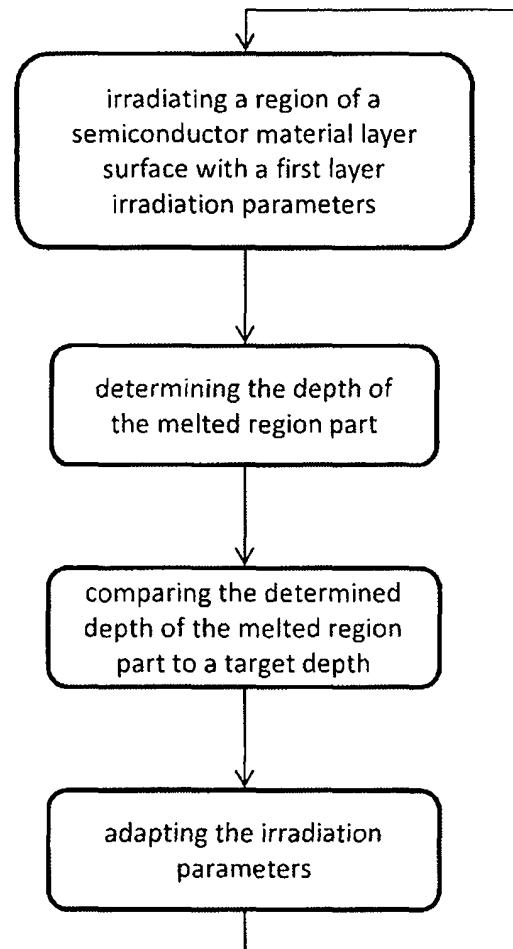 irradiating a region of a
semiconductor material layer
surface with a first layer
irradiation parameters
determining the depth of
the melted region part
comparing the determined
depth of the melted region
part to a target depth
adapting the irradiation
parameters